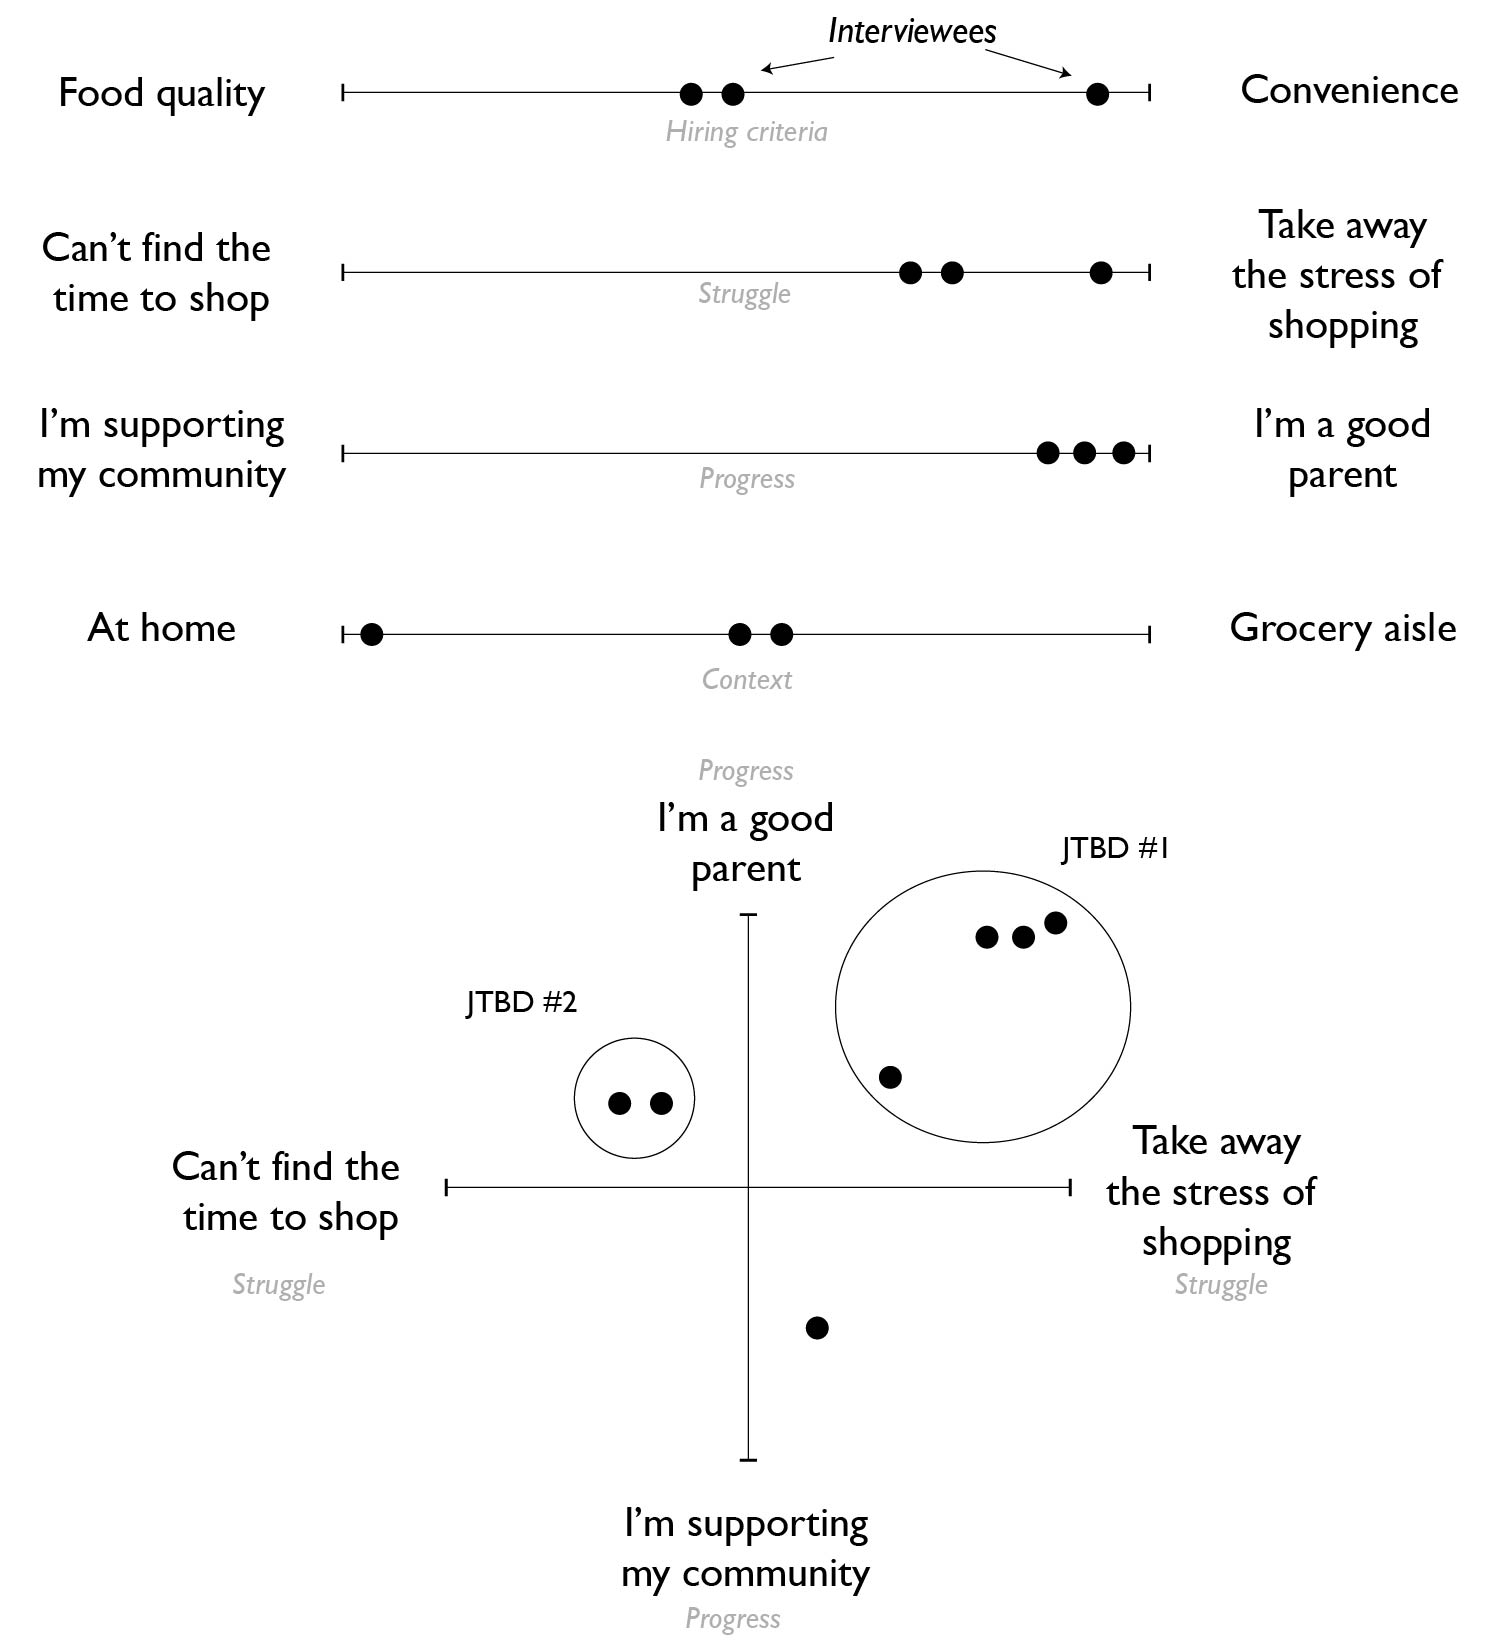 Interviewees
Food quality
Convenience
Hiring criteria
Can’t find the
time to shop
Take away
the stress of
shopping
Struggle
I’m supporting
my community
I’m a good
parent
Progress
At home
Grocery aisle
Context
Progress
I’m a good
parent
JTBD #1
JTBD #2
Can’t find the
time to shop
Struggle
Take away
the stress of
shopping
Struggle
I’m supporting
my community
Progress